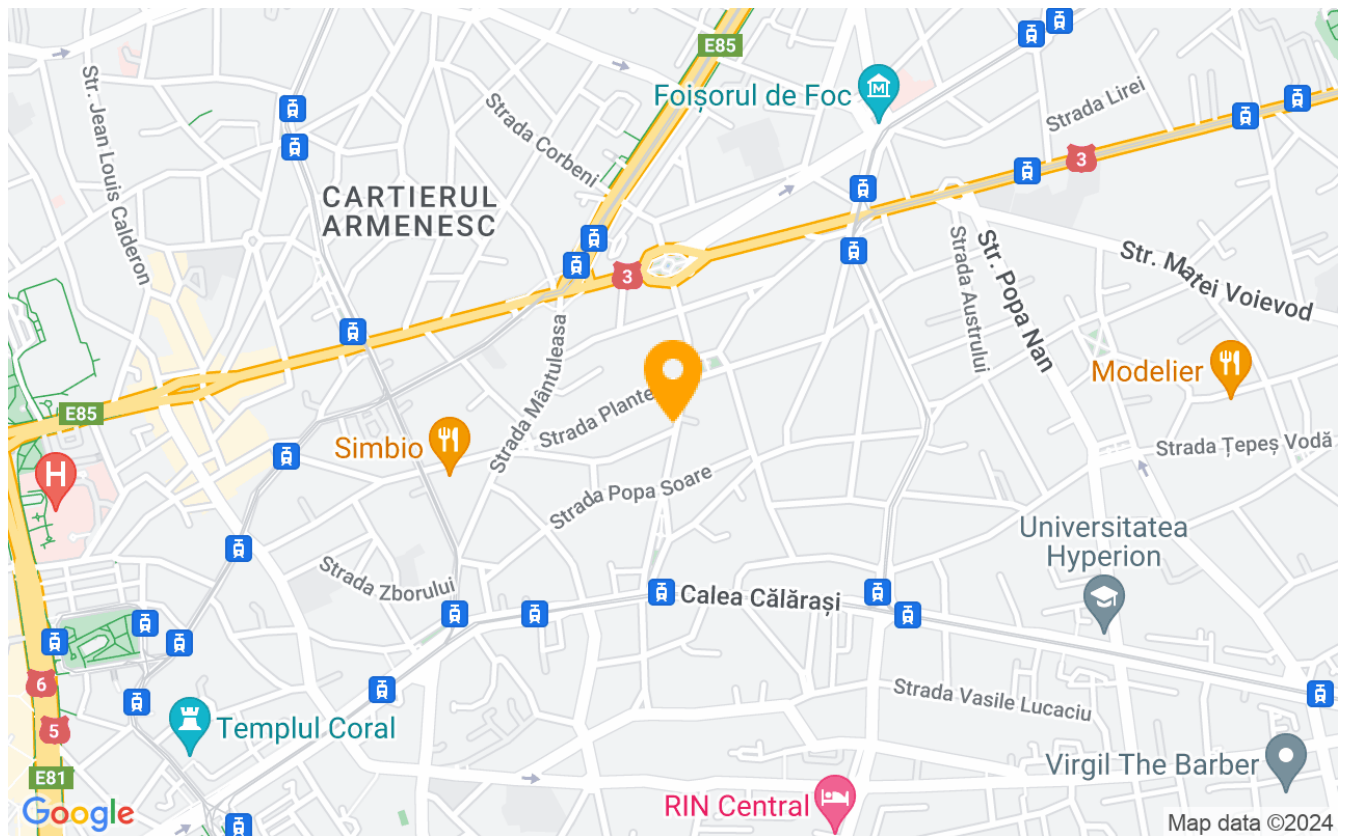 E85
Foișorul de Foc
M
Strada Lirei
Str. Jean Louis Calderon
Strada Corbeni
3
CARTIERUL
ARMENESC
3
Str. Matei Voievod
Strada Austrului
Str. Popa Nan
Strada Mântuleasa
Modelier
E85
Strada Plante
Simbio
Strada Țepeș Vodă
H
Strada Popa Soare
Universitatea
Hyperion
Strada Zborului
Calea Călărași
6
Strada Vasile Lucaciu
5
Templul Coral
E81
Virgil The Barber
RIN Central
Google
Map data ©2024